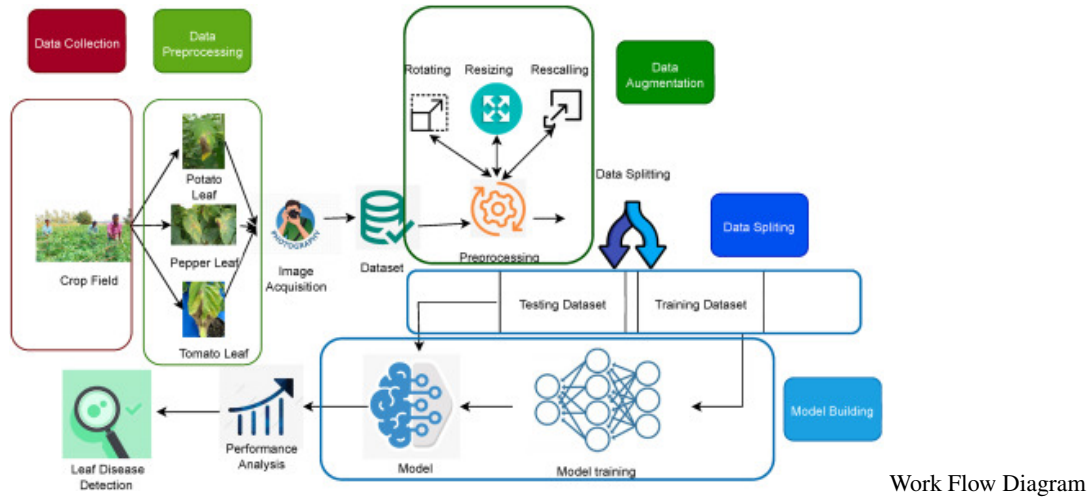 Data Collection
Data
Preprocessing
Rotating
Resizing
Rescalling
Data
Augmentation
Potato
Leaf
Pepper Leaf
Tomato Leaf
Crop Field
PHOTOGRAPHY
Image
Acquisition
Dataset
Preprocessing
Data Splitting
Data Spliting
Testing Dataset
Training Dataset
Model Building
Model training
Model
Performance
Analysis
Leaf Disease
Detection
Work Flow Diagram